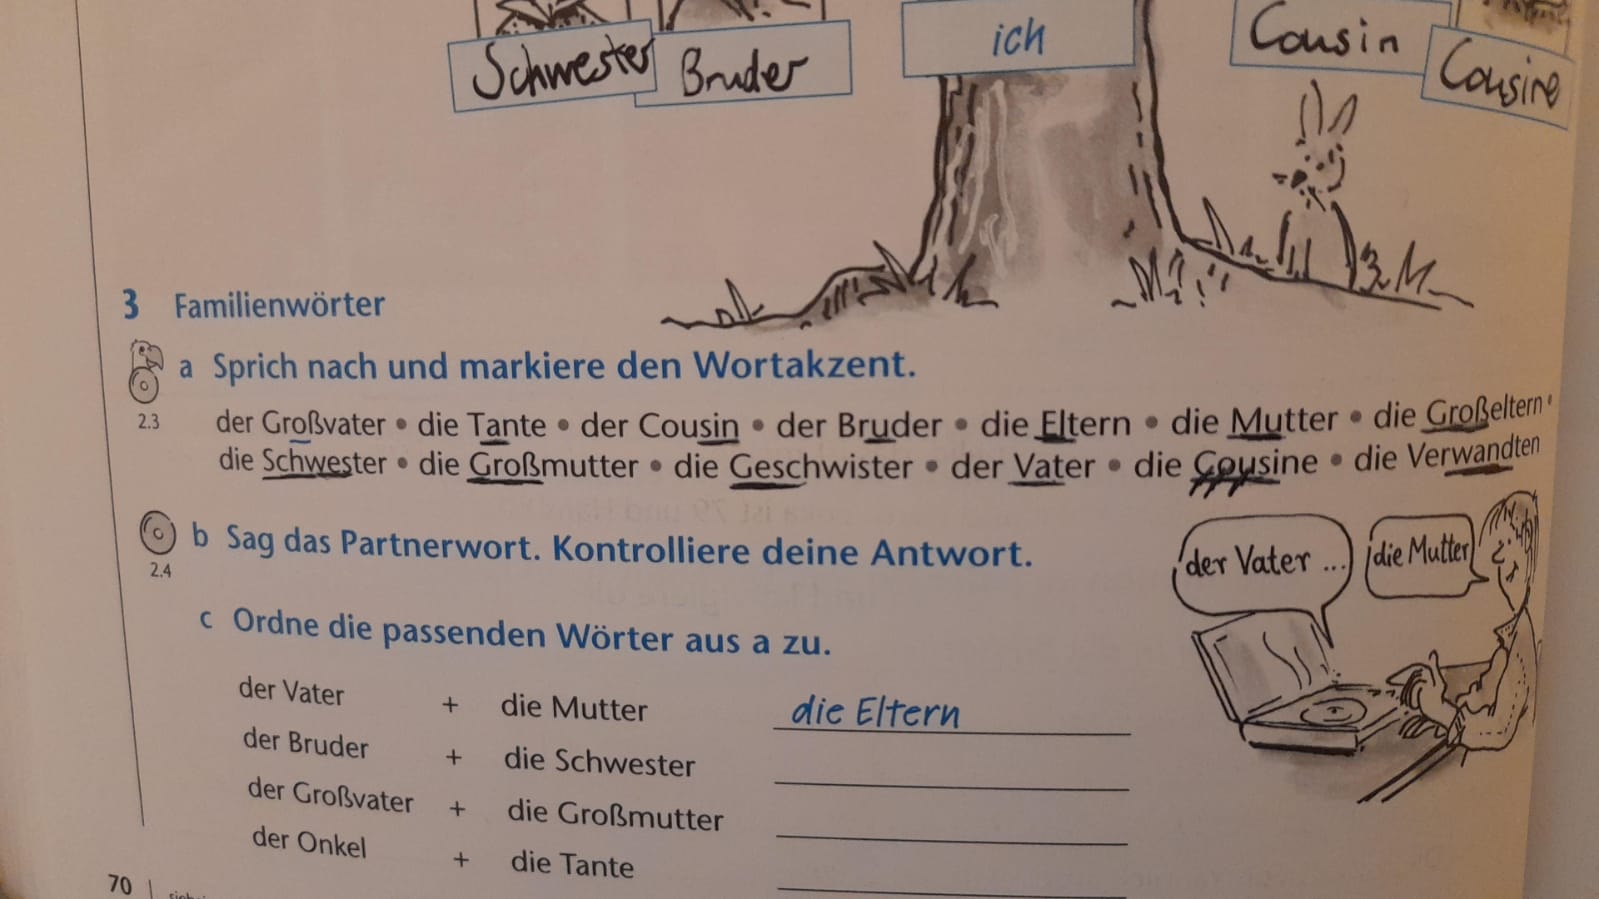 Schwester Bruder ich Cousin Cousine
3 Familienwörter
a Sprich nach und markiere den Wortakzent.
2.3
der Großvater • die Tante • der Cousin • der Bruder • die Eltern • die Mutter • die Großeltern •
die Schwester • die Großmutter • die Geschwister • der Vater • die Cousine • die Verwandten
b Sag das Partnerwort. Kontrolliere deine Antwort.
2.4
der Vater ... die Mutter
c Ordne die passenden Wörter aus a zu.
der Vater + die Mutter die Eltern
der Bruder + die Schwester
der Großvater + die Großmutter
der Onkel + die Tante
70